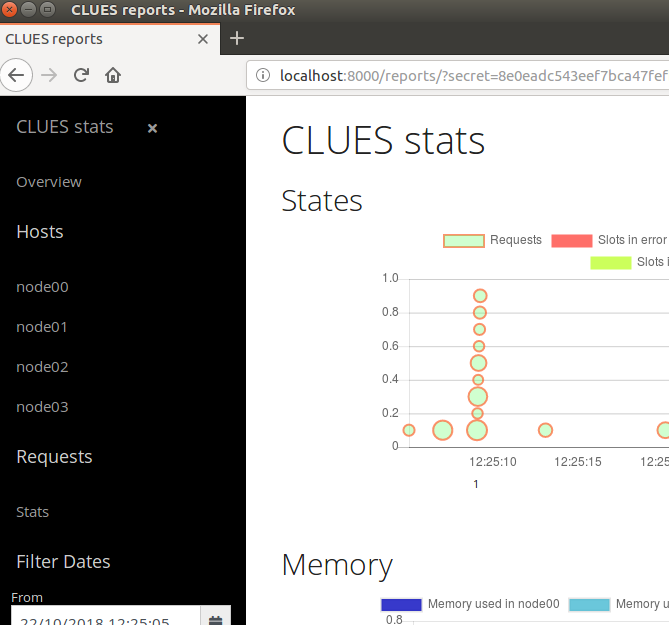 CLUES reports - Mozilla Firefox
CLUES reports
localhost:8000/reports/?secret=8e0eadc543eef7bca47fef
CLUES stats
Overview
Hosts
node00
node01
node02
node03
Requests
Stats
Filter Dates
From
22/10/2018 12:25:05
CLUES stats
States
Requests Slots in error
Slots i
1.0
0.8
0.6
0.4
0.2
0
12:25:10 12:25:15 12:25
1
Memory
Memory used in node00 Memory u
0.8